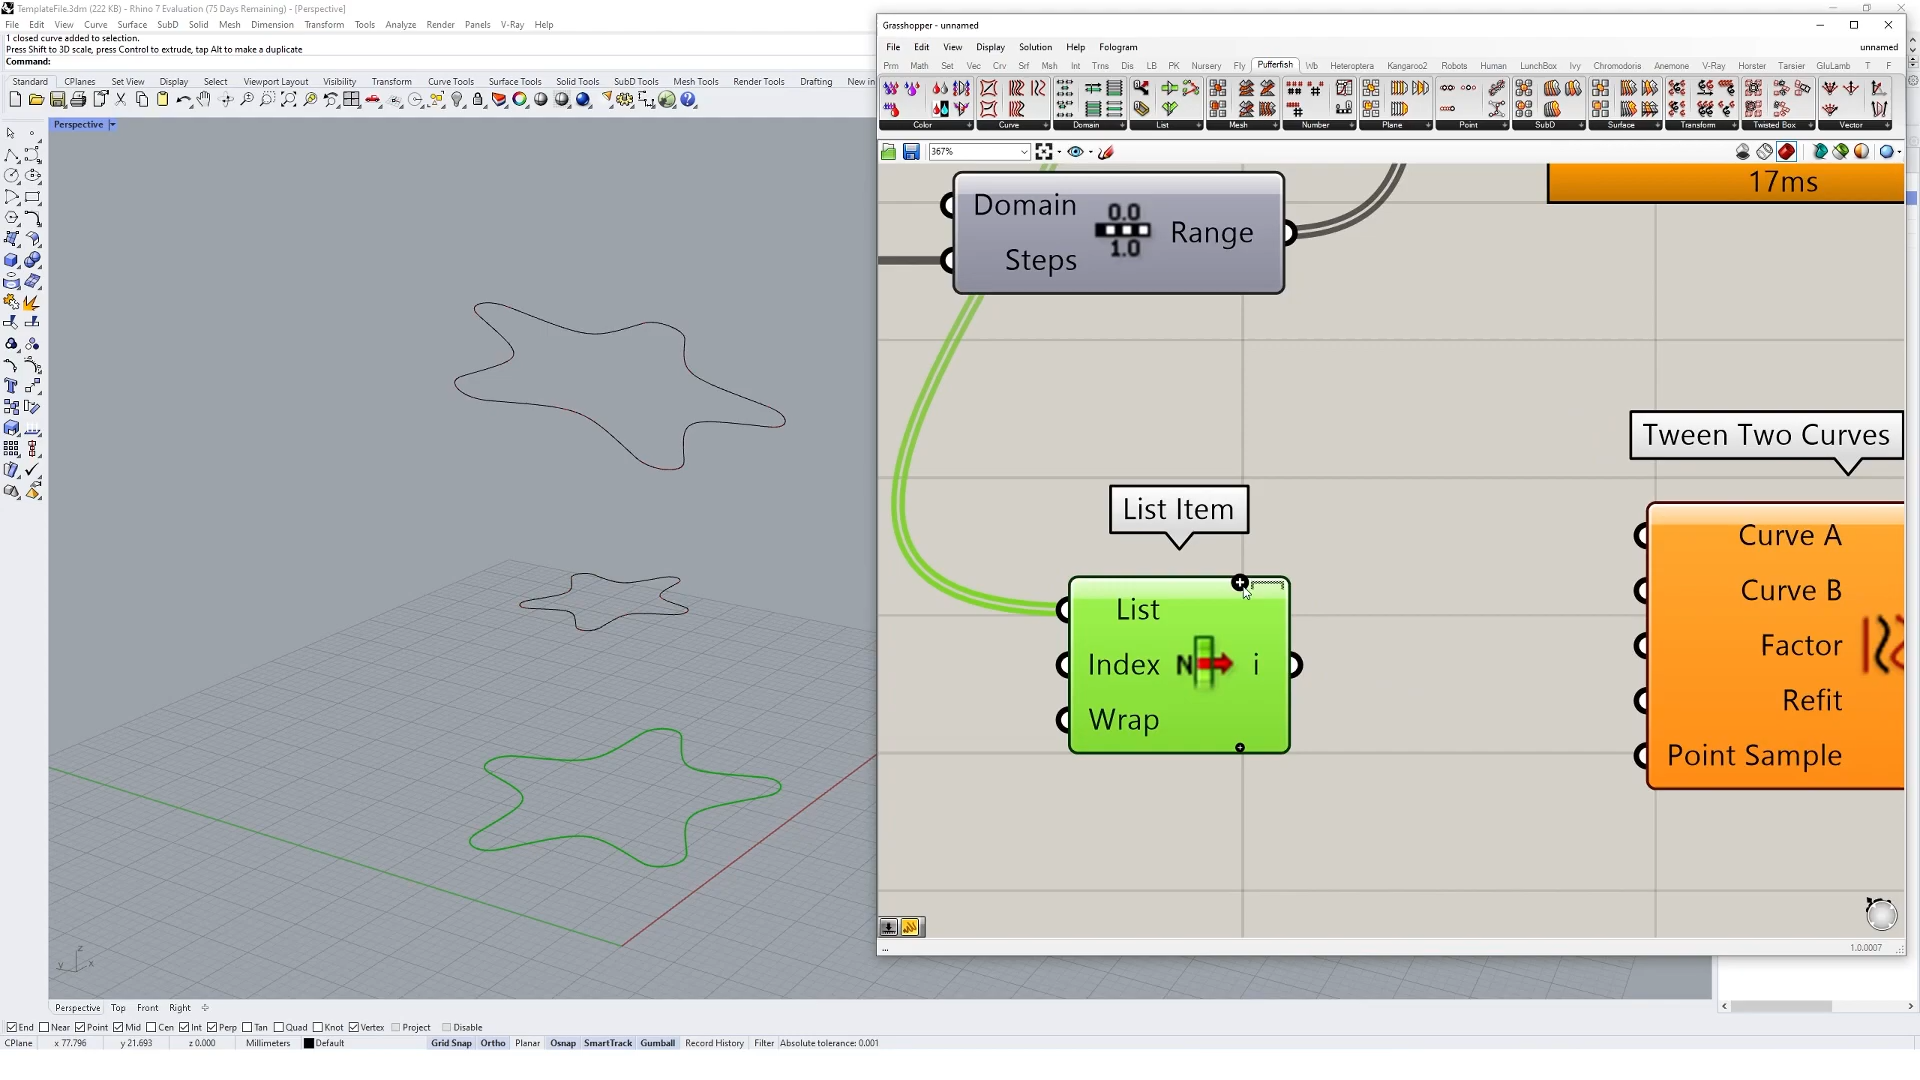 TemplateFile.3dm (222 KB) - Rhino 7 Evaluation (75 Days Remaining) - [Perspective]
File Edit View Curve Surface SubD Solid Mesh Dimension Transform Tools Analyze Render Panels V-Ray Help
1 closed curve added to selection.
Press Shift to 3D scale, press Control to extrude, tap Alt to make a duplicate
Command:
Standard CPlanes Set View Display Select Viewport Layout Visibility Transform Curve Tools Surface Tools Solid Tools SubD Tools Mesh Tools Render Tools Drafting New in
Perspective
Grasshopper - unnamed
File Edit View Display Solution Help Fologram unnamed
Prm Math Set Vec Crv Srf Msh Int Trns Dis LB PK Nursery Fly Pufferfish Wb Heteroptera Kangaroo2 Robots Human LunchBox Ivy Chromodoris Anemone V-Ray Horster Tarsier GluLamb T F
Color Curve Domain List Mesh Number Plane Point SubD Surface Transform Twisted Box Vector
367%
17ms
Domain
Steps
0.0
1.0
Range
Tween Two Curves
List Item
List
Index
Wrap
N
i
Curve A
Curve B
Factor
Refit
Point Sample
...
1.0.0007
z
y
x
Perspective Top Front Right
End Near Point Mid Cen Int Perp Tan Quad Knot Vertex Project Disable
CPlane x 77.796 y 21.693 z 0.000 Millimeters Default Grid Snap Ortho Planar Osnap SmartTrack Gumball Record History Filter Absolute tolerance: 0.001